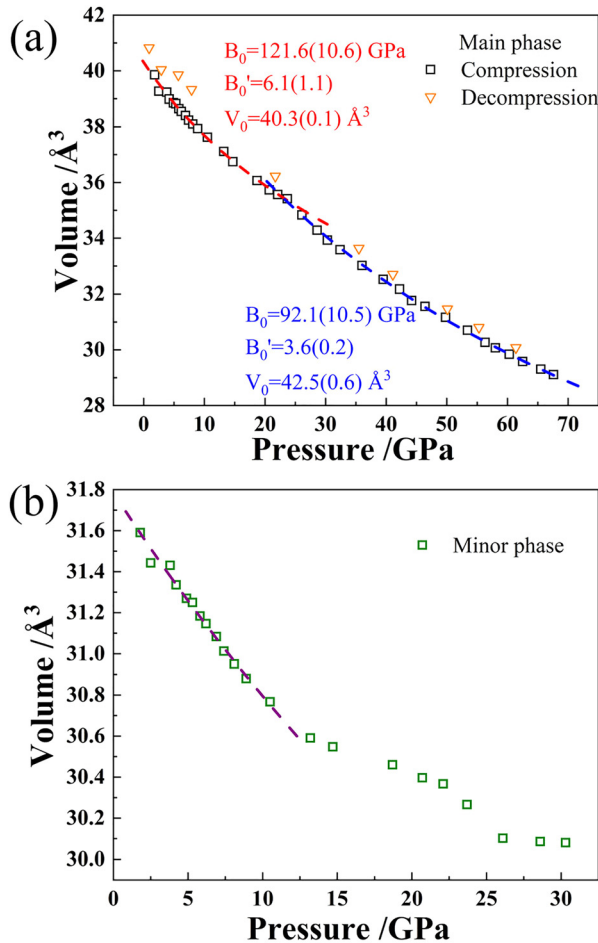 (a)
B₀=121.6(10.6) GPa
B₀'=6.1(1.1)
V₀=40.3(0.1) Å³
Main phase
Compression
Decompression
Volume /Å³
42
40
38
36
34
32
30
28
B₀=92.1(10.5) GPa
B₀'=3.6(0.2)
V₀=42.5(0.6) Å³
0 10 20 30 40 50 60 70
Pressure /GPa
(b)
Minor phase
Volume /Å³
31.8
31.6
31.4
31.2
31.0
30.8
30.6
30.4
30.2
30.0
0 5 10 15 20 25 30
Pressure /GPa